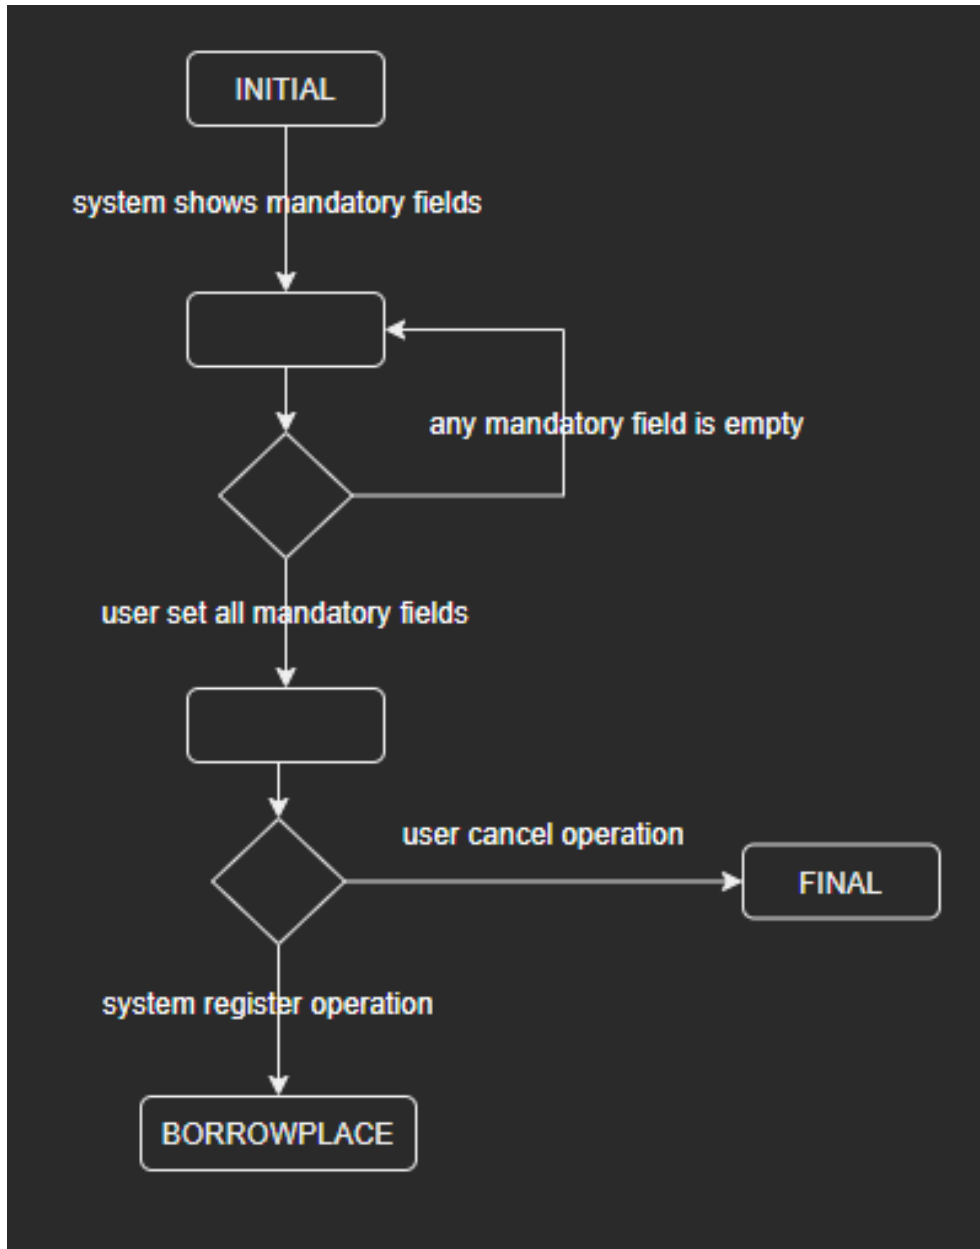 INITIAL
system shows mandatory fields
any mandatory field is empty
user set all mandatory fields
user cancel operation
FINAL
system register operation
BORROWPLACE